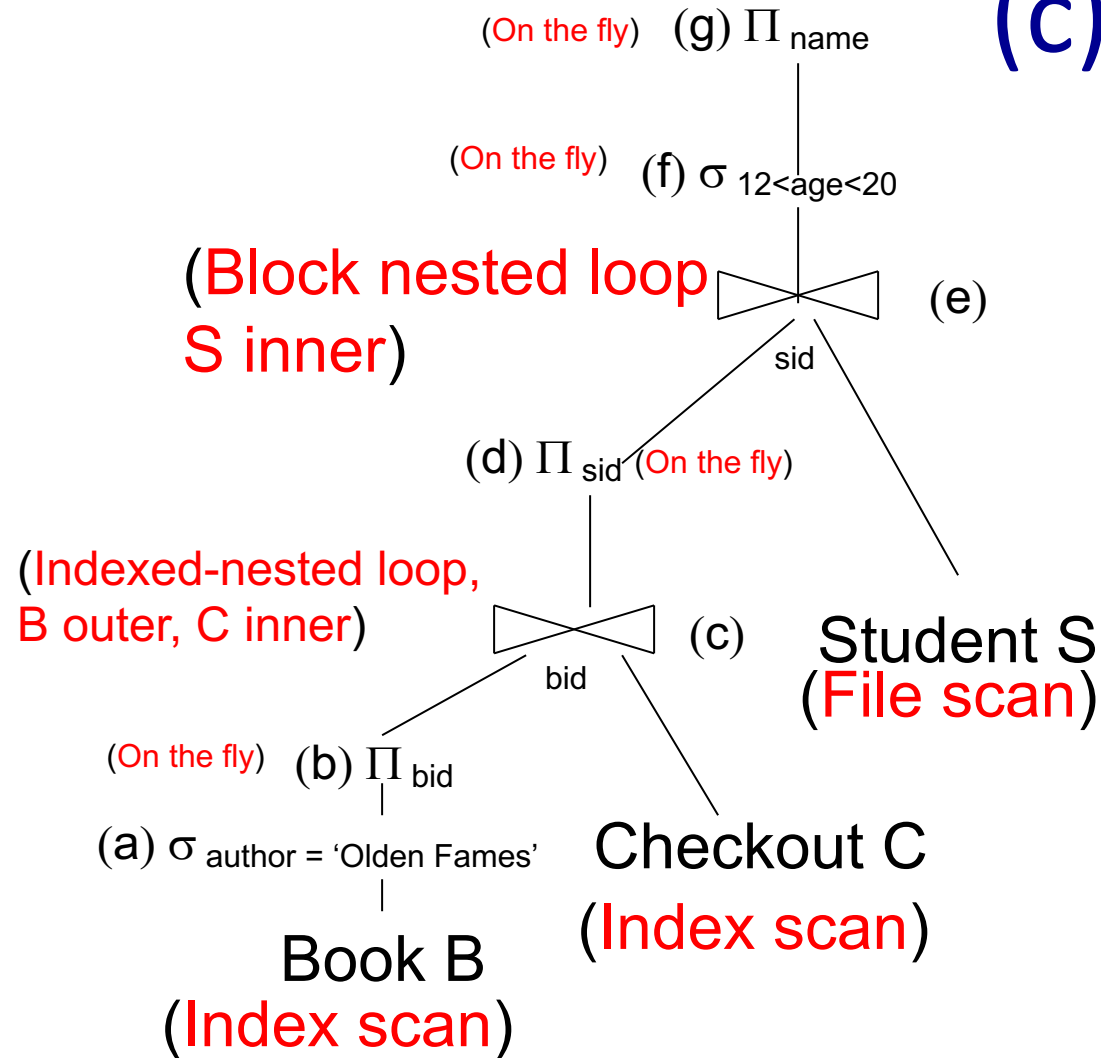 (c)
(On the fly) (g) Π name
(On the fly) (f) σ 12<age<20
(Block nested loop
S inner)
(e)
sid
(d) Π sid (On the fly)
(Indexed-nested loop,
B outer, C inner)
(c)
bid
Student S
(File scan)
(On the fly) (b) Π bid
(a) σ author = ‘Olden Fames’
Checkout C
(Index scan)
Book B
(Index scan)